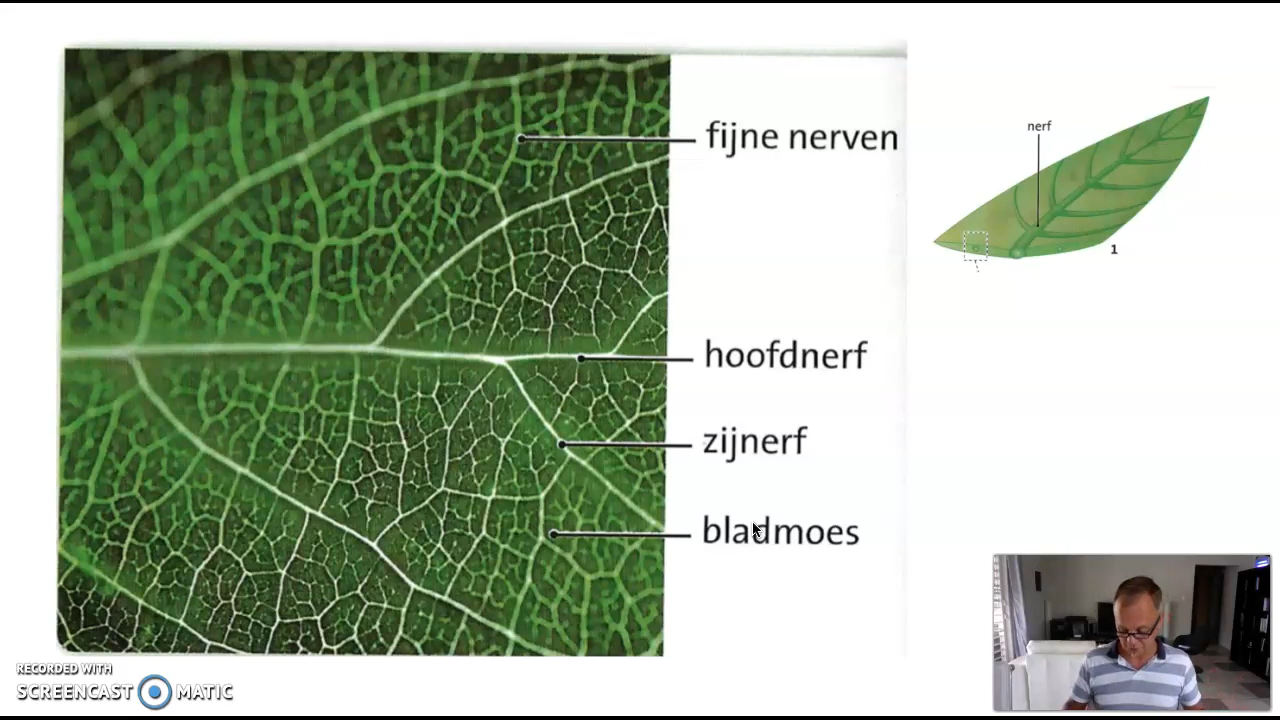 fijne nerven
hoofdnerf
zijnerf
bladmoes
nerf
1
RECORDED WITH
SCREENCAST MATIC